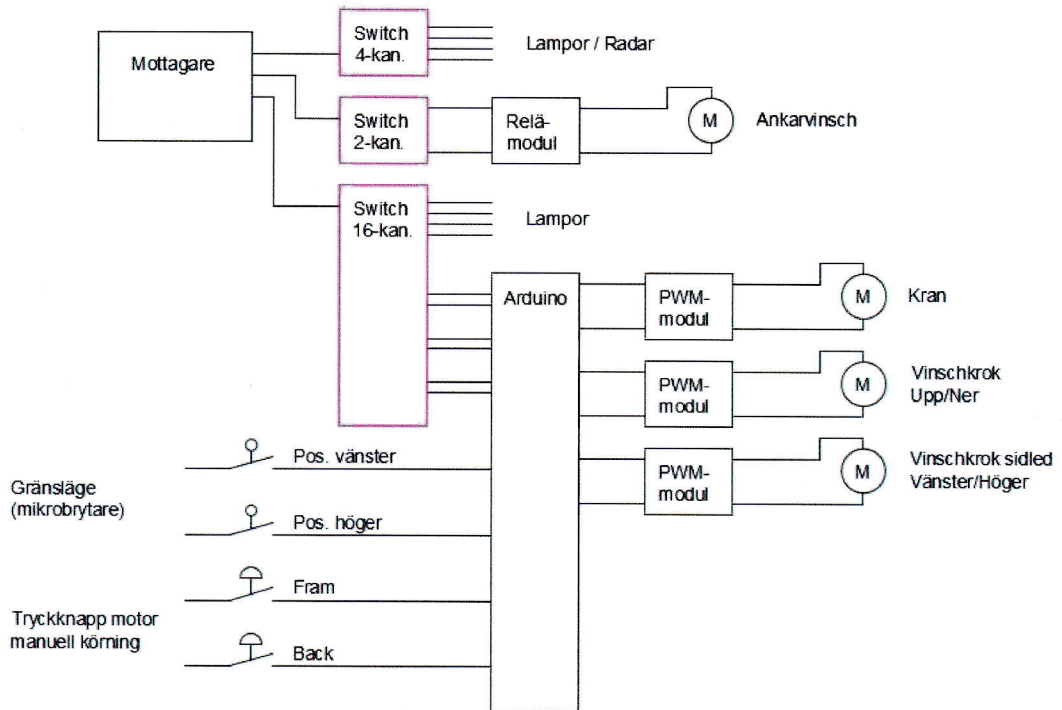 Mottagare
Switch
4-kan.
Lampor / Radar
Switch
2-kan.
Relä-
modul
M
Ankarvinsch
Switch
16-kan.
Lampor
Arduino
PWM-
modul
M
Kran
PWM-
modul
M
Vinschkrok
Upp/Ner
PWM-
modul
M
Vinschkrok sidled
Vänster/Höger
Gränsläge
(mikrobrytare)
Pos. vänster
Pos. höger
Tryckknapp motor
manuell körning
Fram
Back